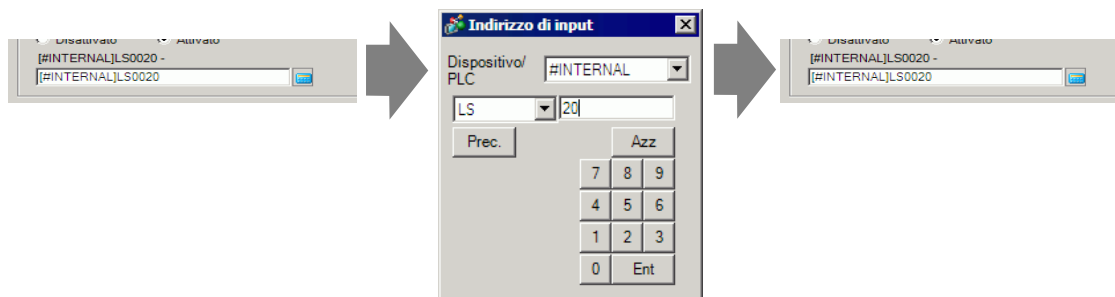 Disattivato Attivato
[#INTERNAL]LS0020 -
[#INTERNAL]LS0020
Indirizzo di input
Dispositivo/
PLC
#INTERNAL
LS 20
Prec. Azz
7 8 9
4 5 6
1 2 3
0 Ent
Disattivato Attivato
[#INTERNAL]LS0020 -
[#INTERNAL]LS0020